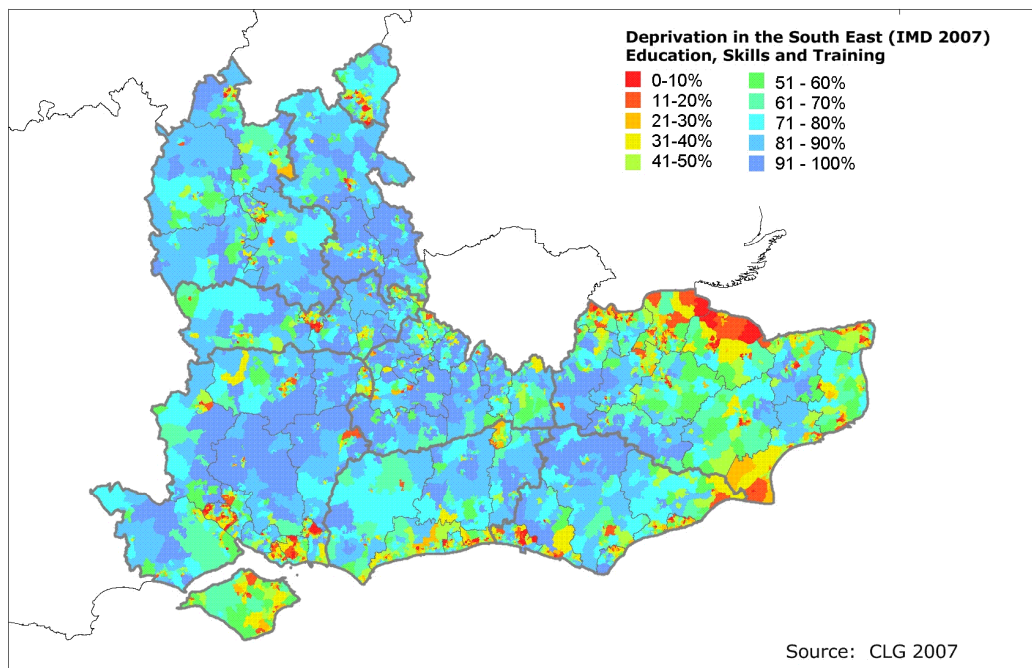 Deprivation in the South East (IMD 2007)
Education, Skills and Training
0-10%
11-20%
21-30%
31-40%
41-50%
51 - 60%
61 - 70%
71 - 80%
81 - 90%
91 - 100%
Source: CLG 2007